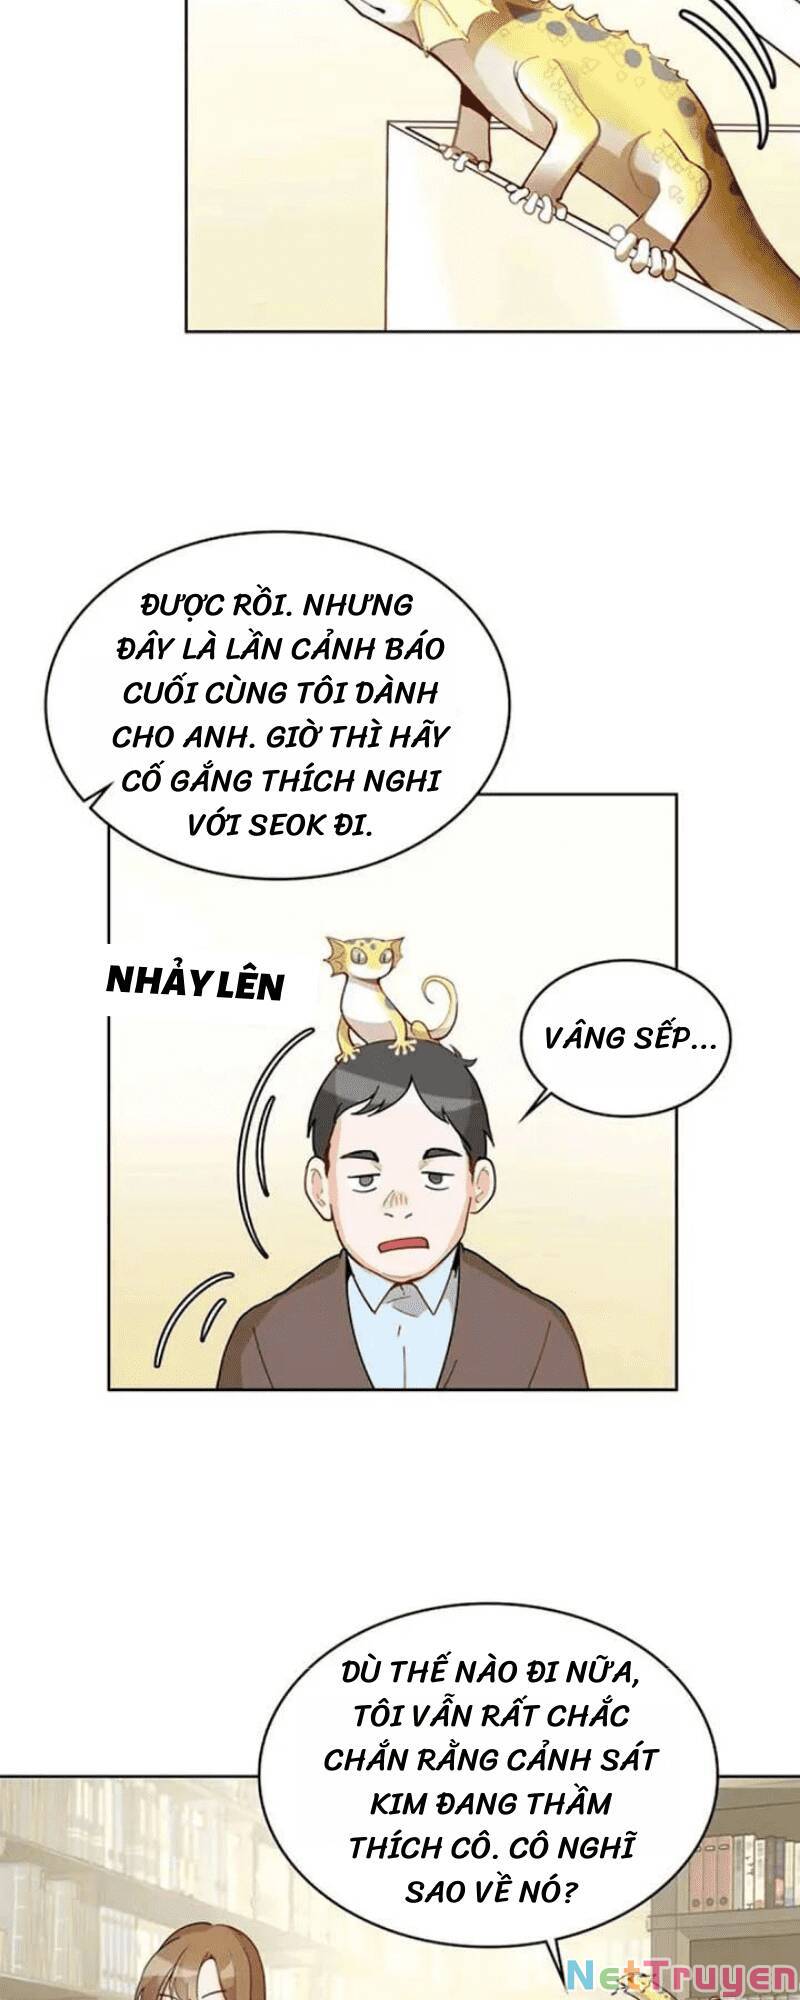 ĐƯỢC RỒI. NHƯNG
ĐÂY LÀ LẦN CẢNH BÁO
CUỐI CÙNG TÔI DÀNH
CHO ANH. GIỜ THÌ HÃY
CỐ GẮNG THÍCH NGHI
VỚI SEOK ĐI.
NHẢY LÊN
VÂNG SẾP...
DÙ THẾ NÀO ĐI NỮA,
TÔI VẪN RẤT CHẮC
CHẮN RẰNG CẢNH SÁT
KIM ĐANG THẦM
THÍCH CÔ. CÔ NGHĨ
SAO VỀ NÓ?
NetTruyen